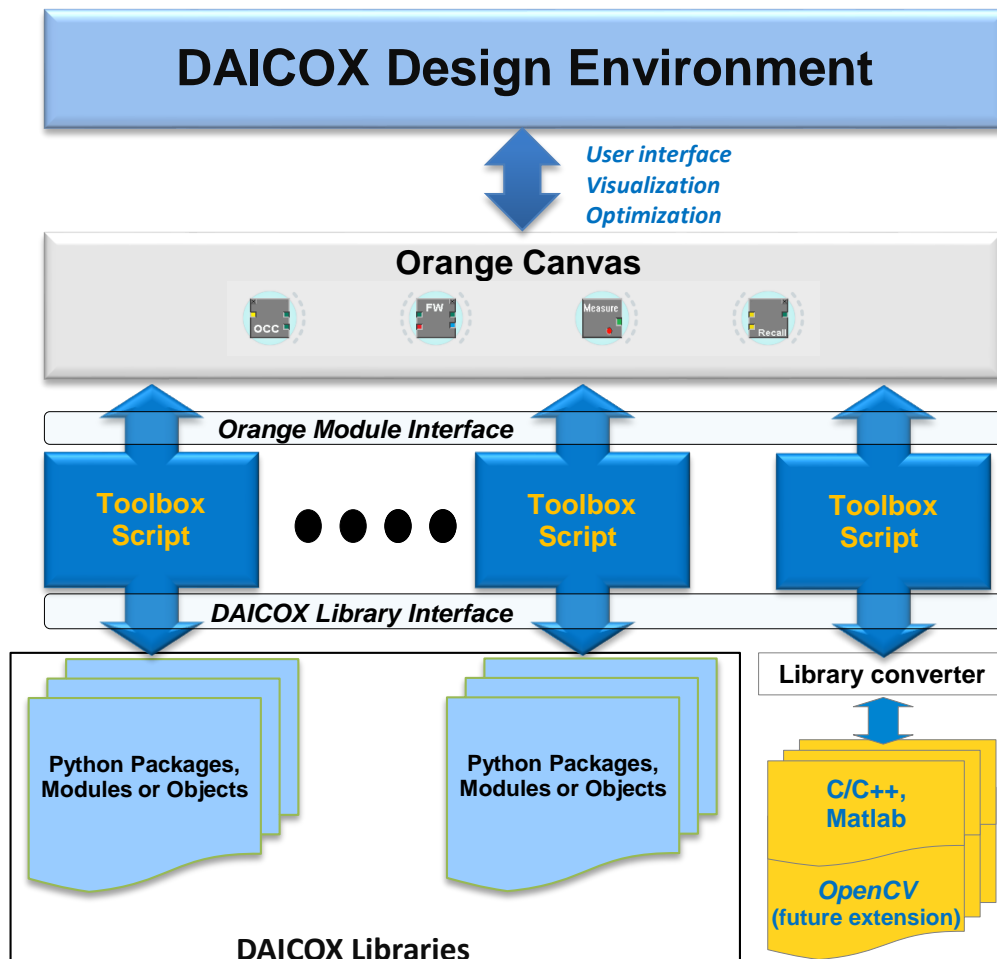 DAICOX Design Environment
User interface
Visualization
Optimization
Orange Canvas
OCC
FW
Measure
Recall
Orange Module Interface
Toolbox
Script
Toolbox
Script
Toolbox
Script
DAICOX Library Interface
Library converter
Python Packages,
Modules or Objects
Python Packages,
Modules or Objects
C/C++,
Matlab
OpenCV
(future extension)
DAICOX Libraries